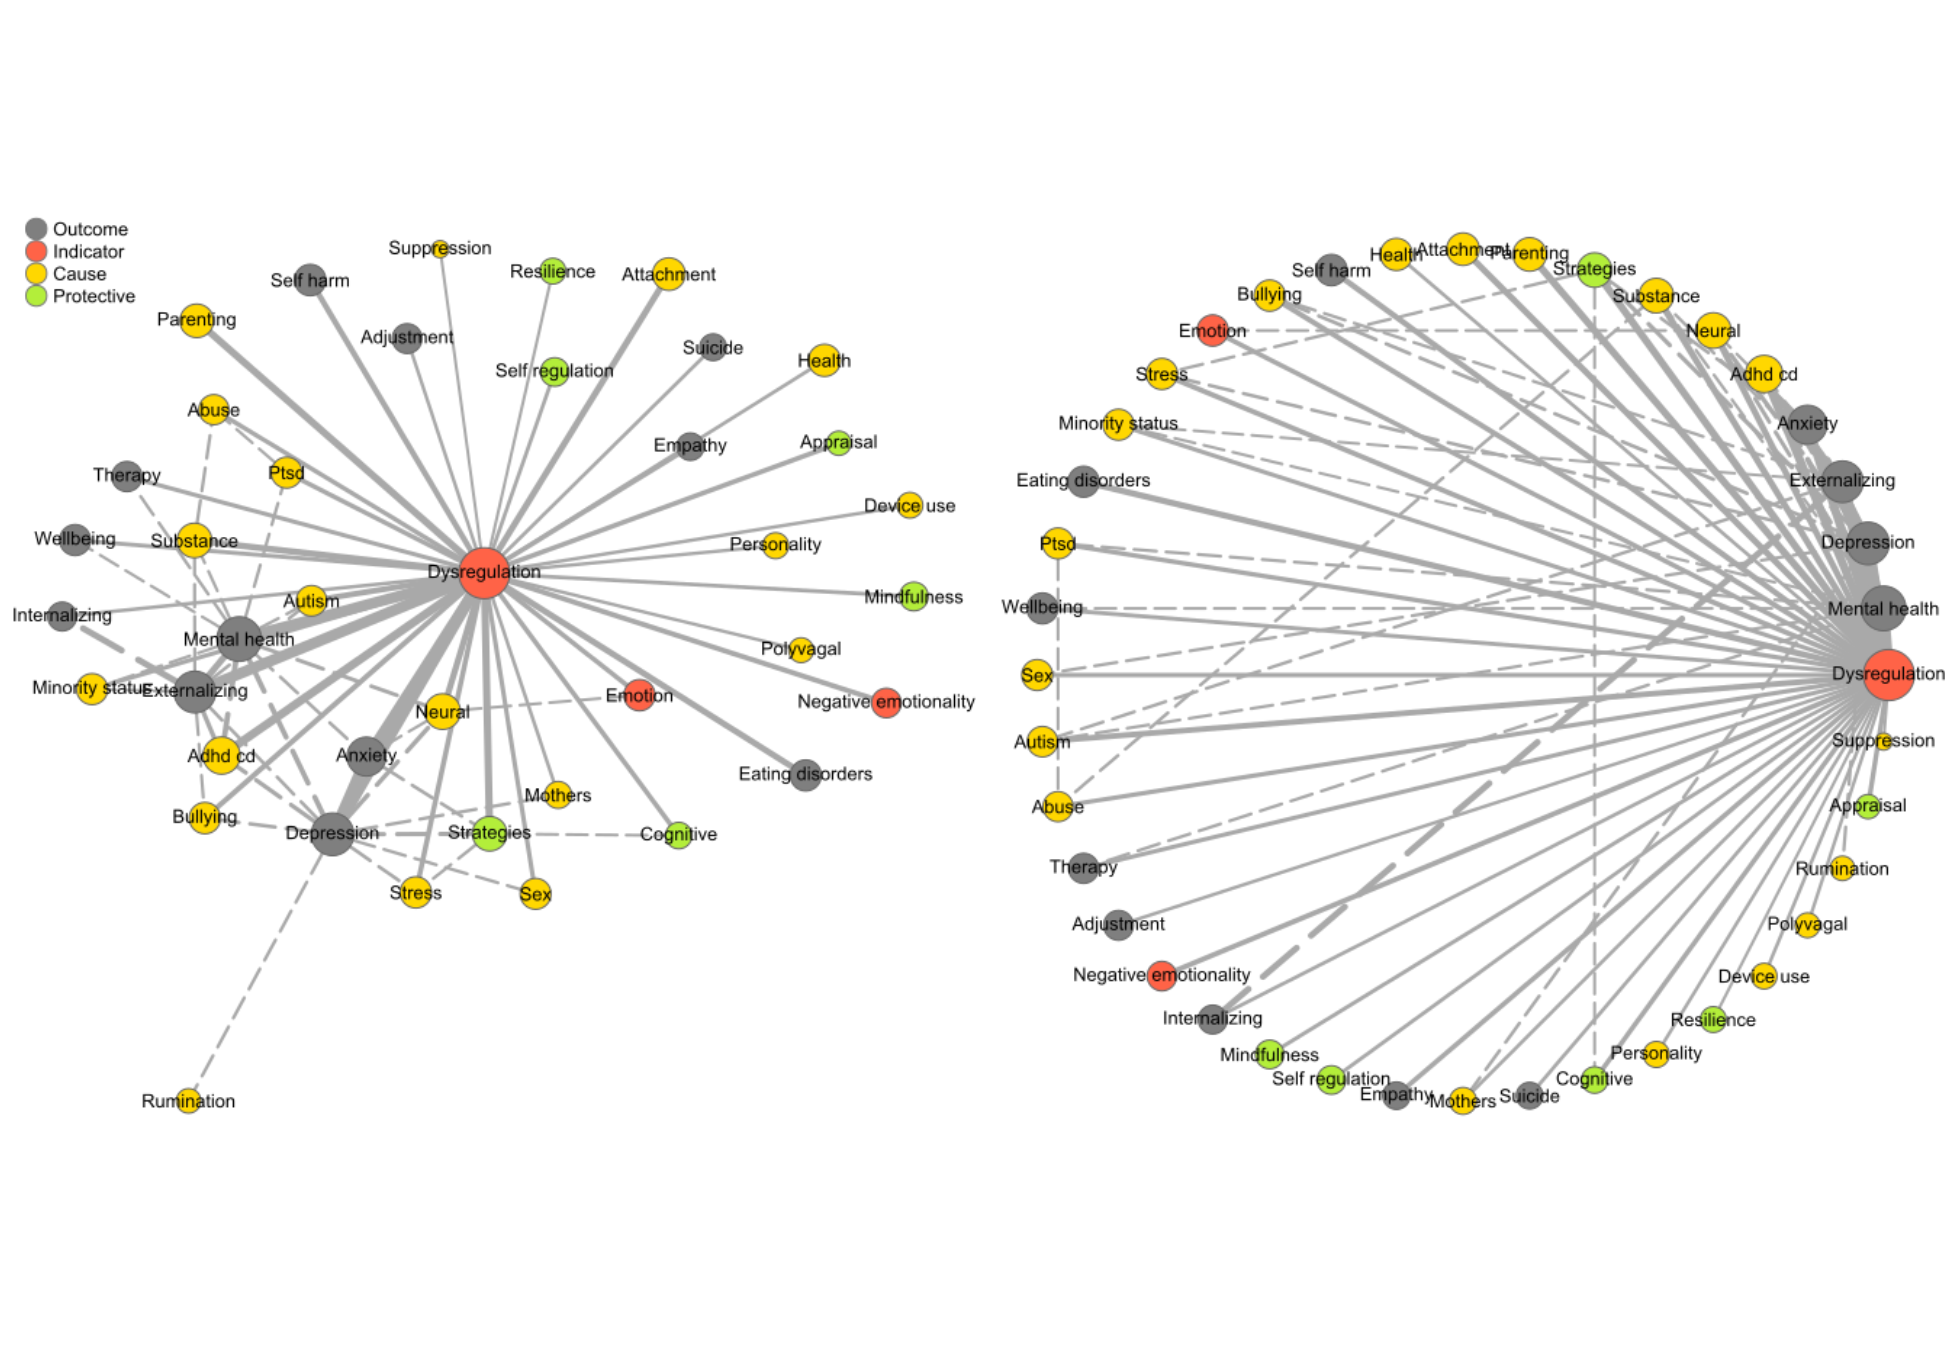 Outcome
Indicator
Cause
Protective
Suppression
Self harm
Resilience
Attachment
Parenting
Adjustment
Suicide
Health
Self regulation
Abuse
Empathy
Appraisal
Therapy
Ptsd
Device use
Wellbeing
Substance
Personality
Dysregulation
Mindfulness
Internalizing
Autism
Mental health
Polyvagal
Minority status
Externalizing
Emotion
Negative emotionality
Neural
Adhd cd
Anxiety
Eating disorders
Mothers
Bullying
Depression
Strategies
Cognitive
Stress
Sex
Rumination
Attachment
Parenting
Health
Self harm
Strategies
Bullying
Substance
Emotion
Neural
Stress
Adhd cd
Minority status
Anxiety
Eating disorders
Externalizing
Ptsd
Depression
Wellbeing
Mental health
Sex
Dysregulation
Autism
Suppression
Abuse
Appraisal
Therapy
Rumination
Adjustment
Polyvagal
Negative emotionality
Device use
Internalizing
Resilience
Mindfulness
Personality
Self regulation
Cognitive
Empathy
Mothers
Suicide